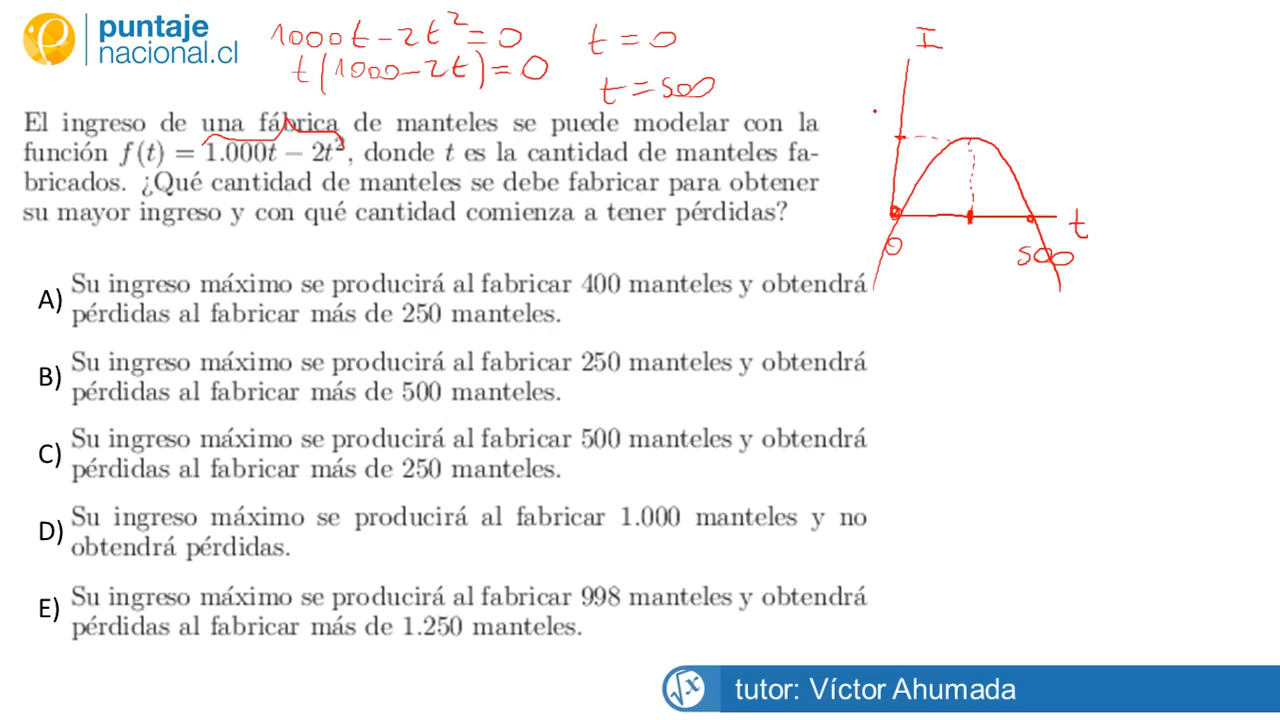 puntaje
nacional.cl
1000t - 2t² = 0
t(1000 - 2t) = 0
t = 0
t = 500
El ingreso de una fábrica de manteles se puede modelar con la
función f(t) = 1.000t − 2t², donde t es la cantidad de manteles fa-
bricados. ¿Qué cantidad de manteles se debe fabricar para obtener
su mayor ingreso y con qué cantidad comienza a tener pérdidas?
I
t
0
500
A) Su ingreso máximo se producirá al fabricar 400 manteles y obtendrá
pérdidas al fabricar más de 250 manteles.
B) Su ingreso máximo se producirá al fabricar 250 manteles y obtendrá
pérdidas al fabricar más de 500 manteles.
C) Su ingreso máximo se producirá al fabricar 500 manteles y obtendrá
pérdidas al fabricar más de 250 manteles.
D) Su ingreso máximo se producirá al fabricar 1.000 manteles y no
obtendrá pérdidas.
E) Su ingreso máximo se producirá al fabricar 998 manteles y obtendrá
pérdidas al fabricar más de 1.250 manteles.
√x
tutor: Víctor Ahumada